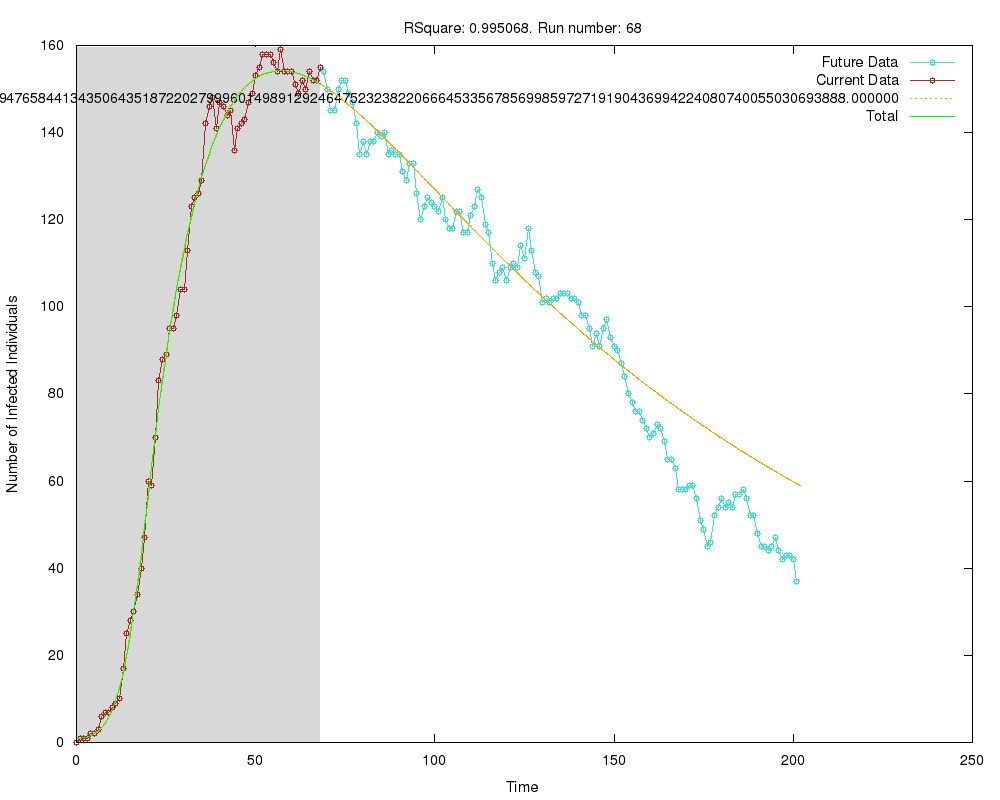 RSquare: 0.995068. Run number: 68
160
140
120
100
80
60
40
20
0
0
50
100
150
200
250
Number of Infected Individuals
Time
Future Data
Current Data
Total